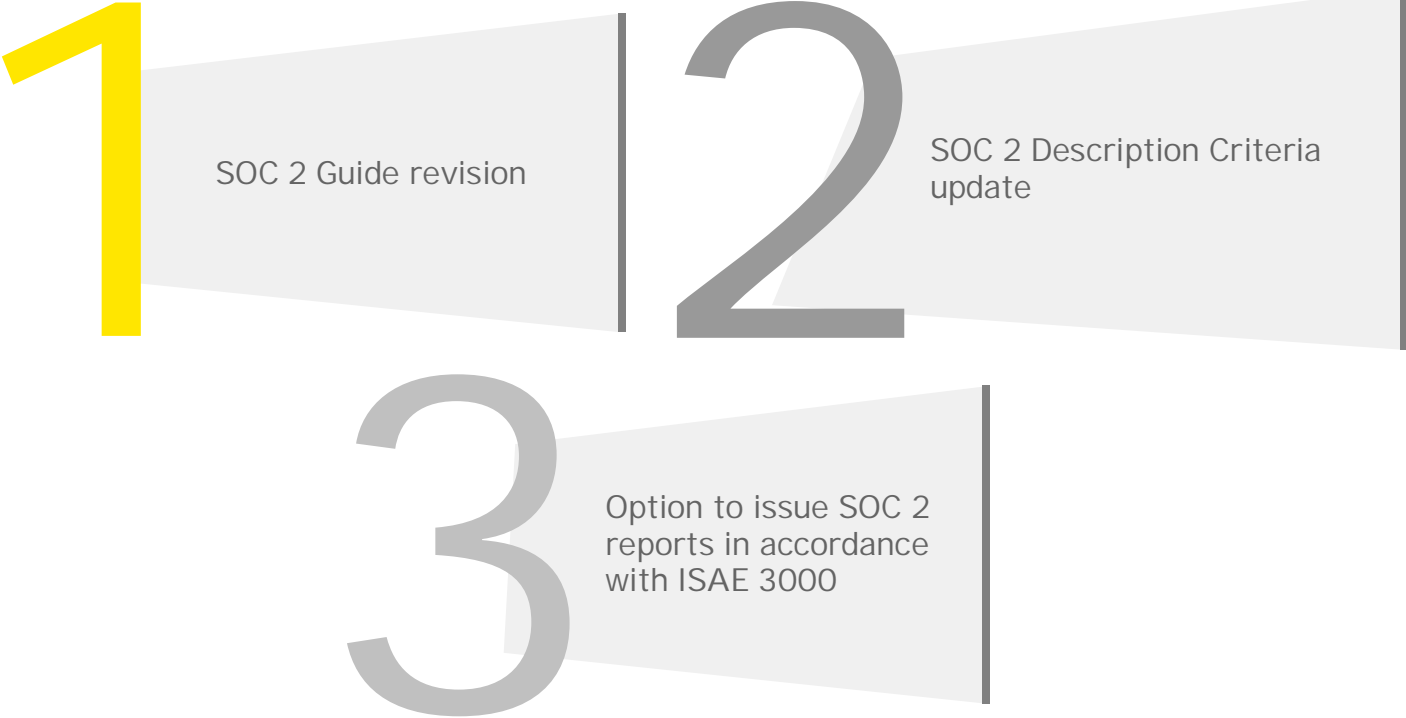 1
SOC 2 Guide revision
2
SOC 2 Description Criteria
update
3
Option to issue SOC 2
reports in accordance
with ISAE 3000